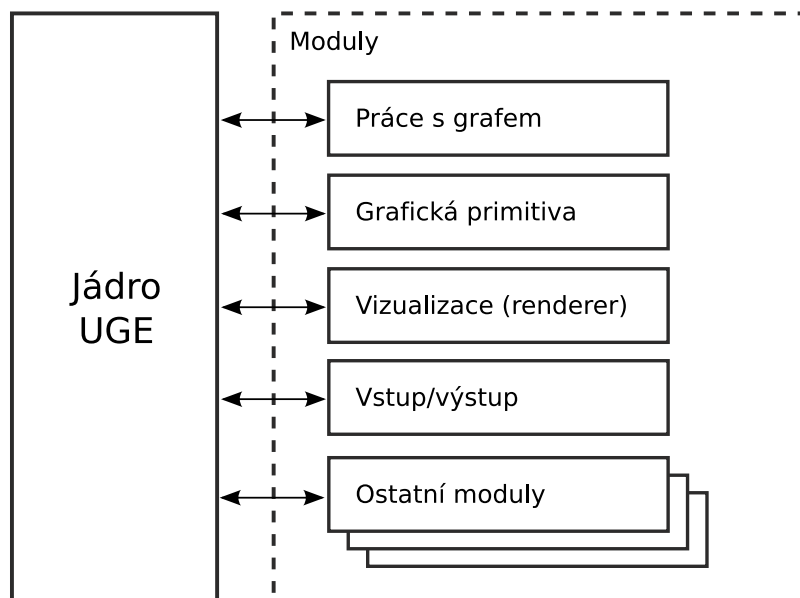 Moduly
Práce s grafem
Grafická primitiva
Jádro
UGE
Vizualizace (renderer)
Vstup/výstup
Ostatní moduly